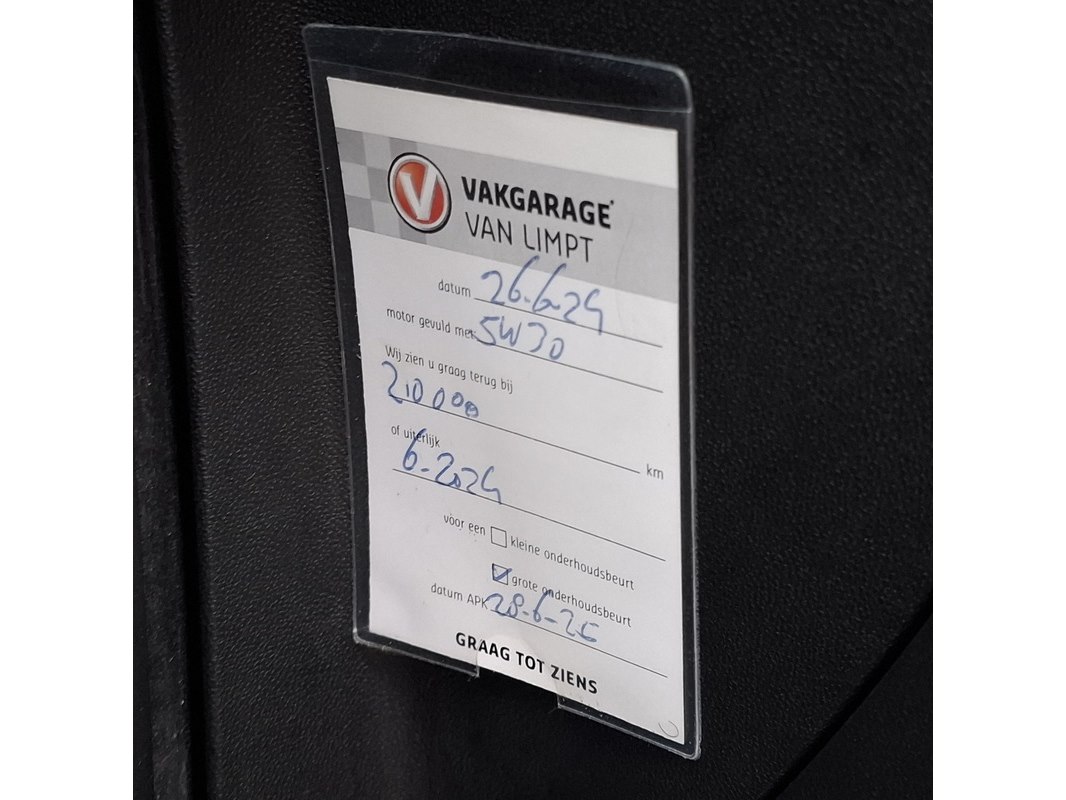 V
VAKGARAGE
VAN LIMPT
datum 26.6.24
motor gevuld met 5W30
Wij zien u graag terug bij
210000 km
of uiterlijk
6-2024
voor een kleine onderhoudsbeurt
grote onderhoudsbeurt
datum APK 28-6-25
GRAAG TOT ZIENS